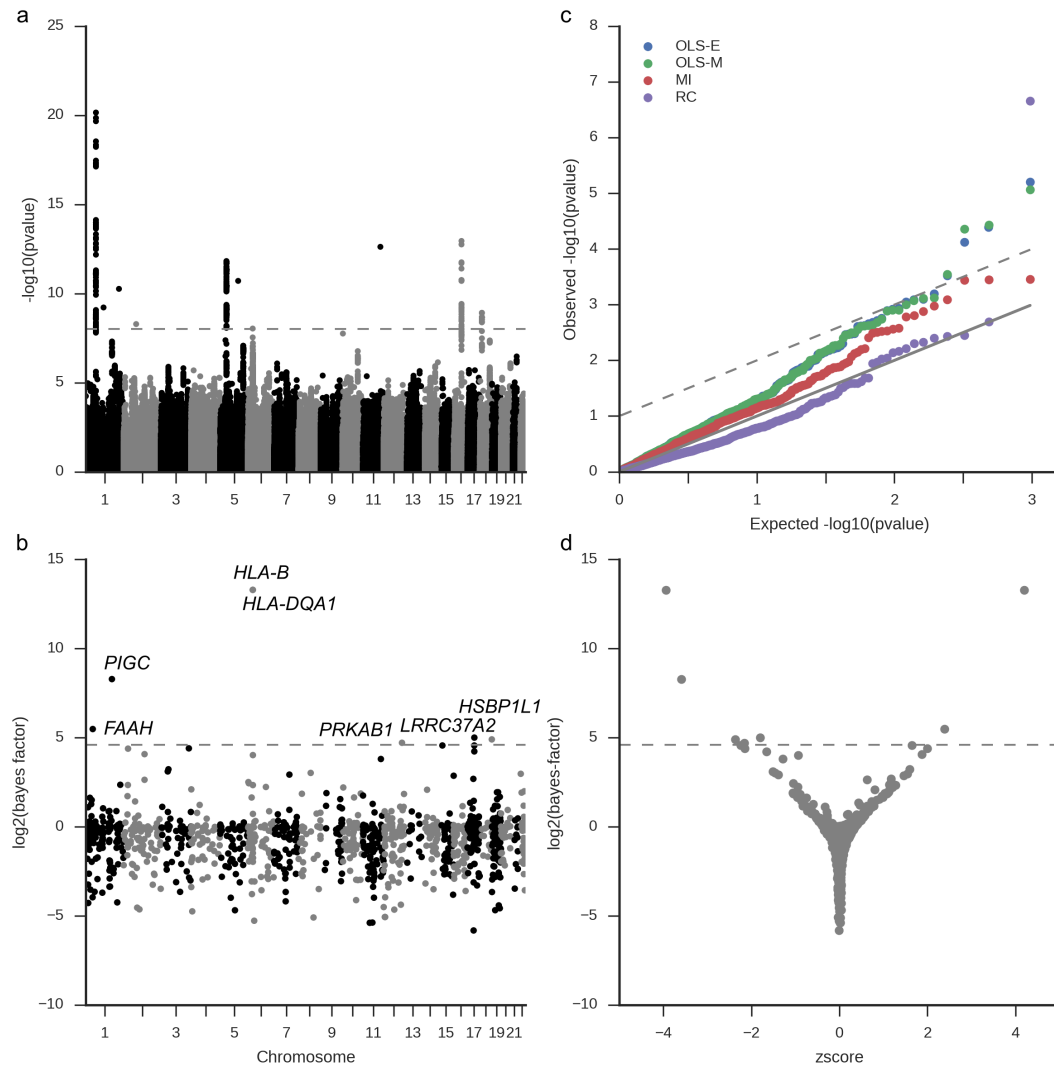 a
25
20
15
10
5
0
-log10(pvalue)
1 3 5 7 9 11 13 15 17 19 21
c
8
7
6
5
4
3
2
1
0
Observed -log10(pvalue)
OLS-E
OLS-M
MI
RC
0 1 2 3
Expected -log10(pvalue)
b
15
10
5
0
−5
−10
log2(bayes factor)
HLA-B
HLA-DQA1
PIGC
FAAH
HSBP1L1
PRKAB1
LRRC37A2
1 3 5 7 9 11 13 15 17 19 21
Chromosome
d
15
10
5
0
−5
−10
log2(bayes-factor)
−4 −2 0 2 4
zscore